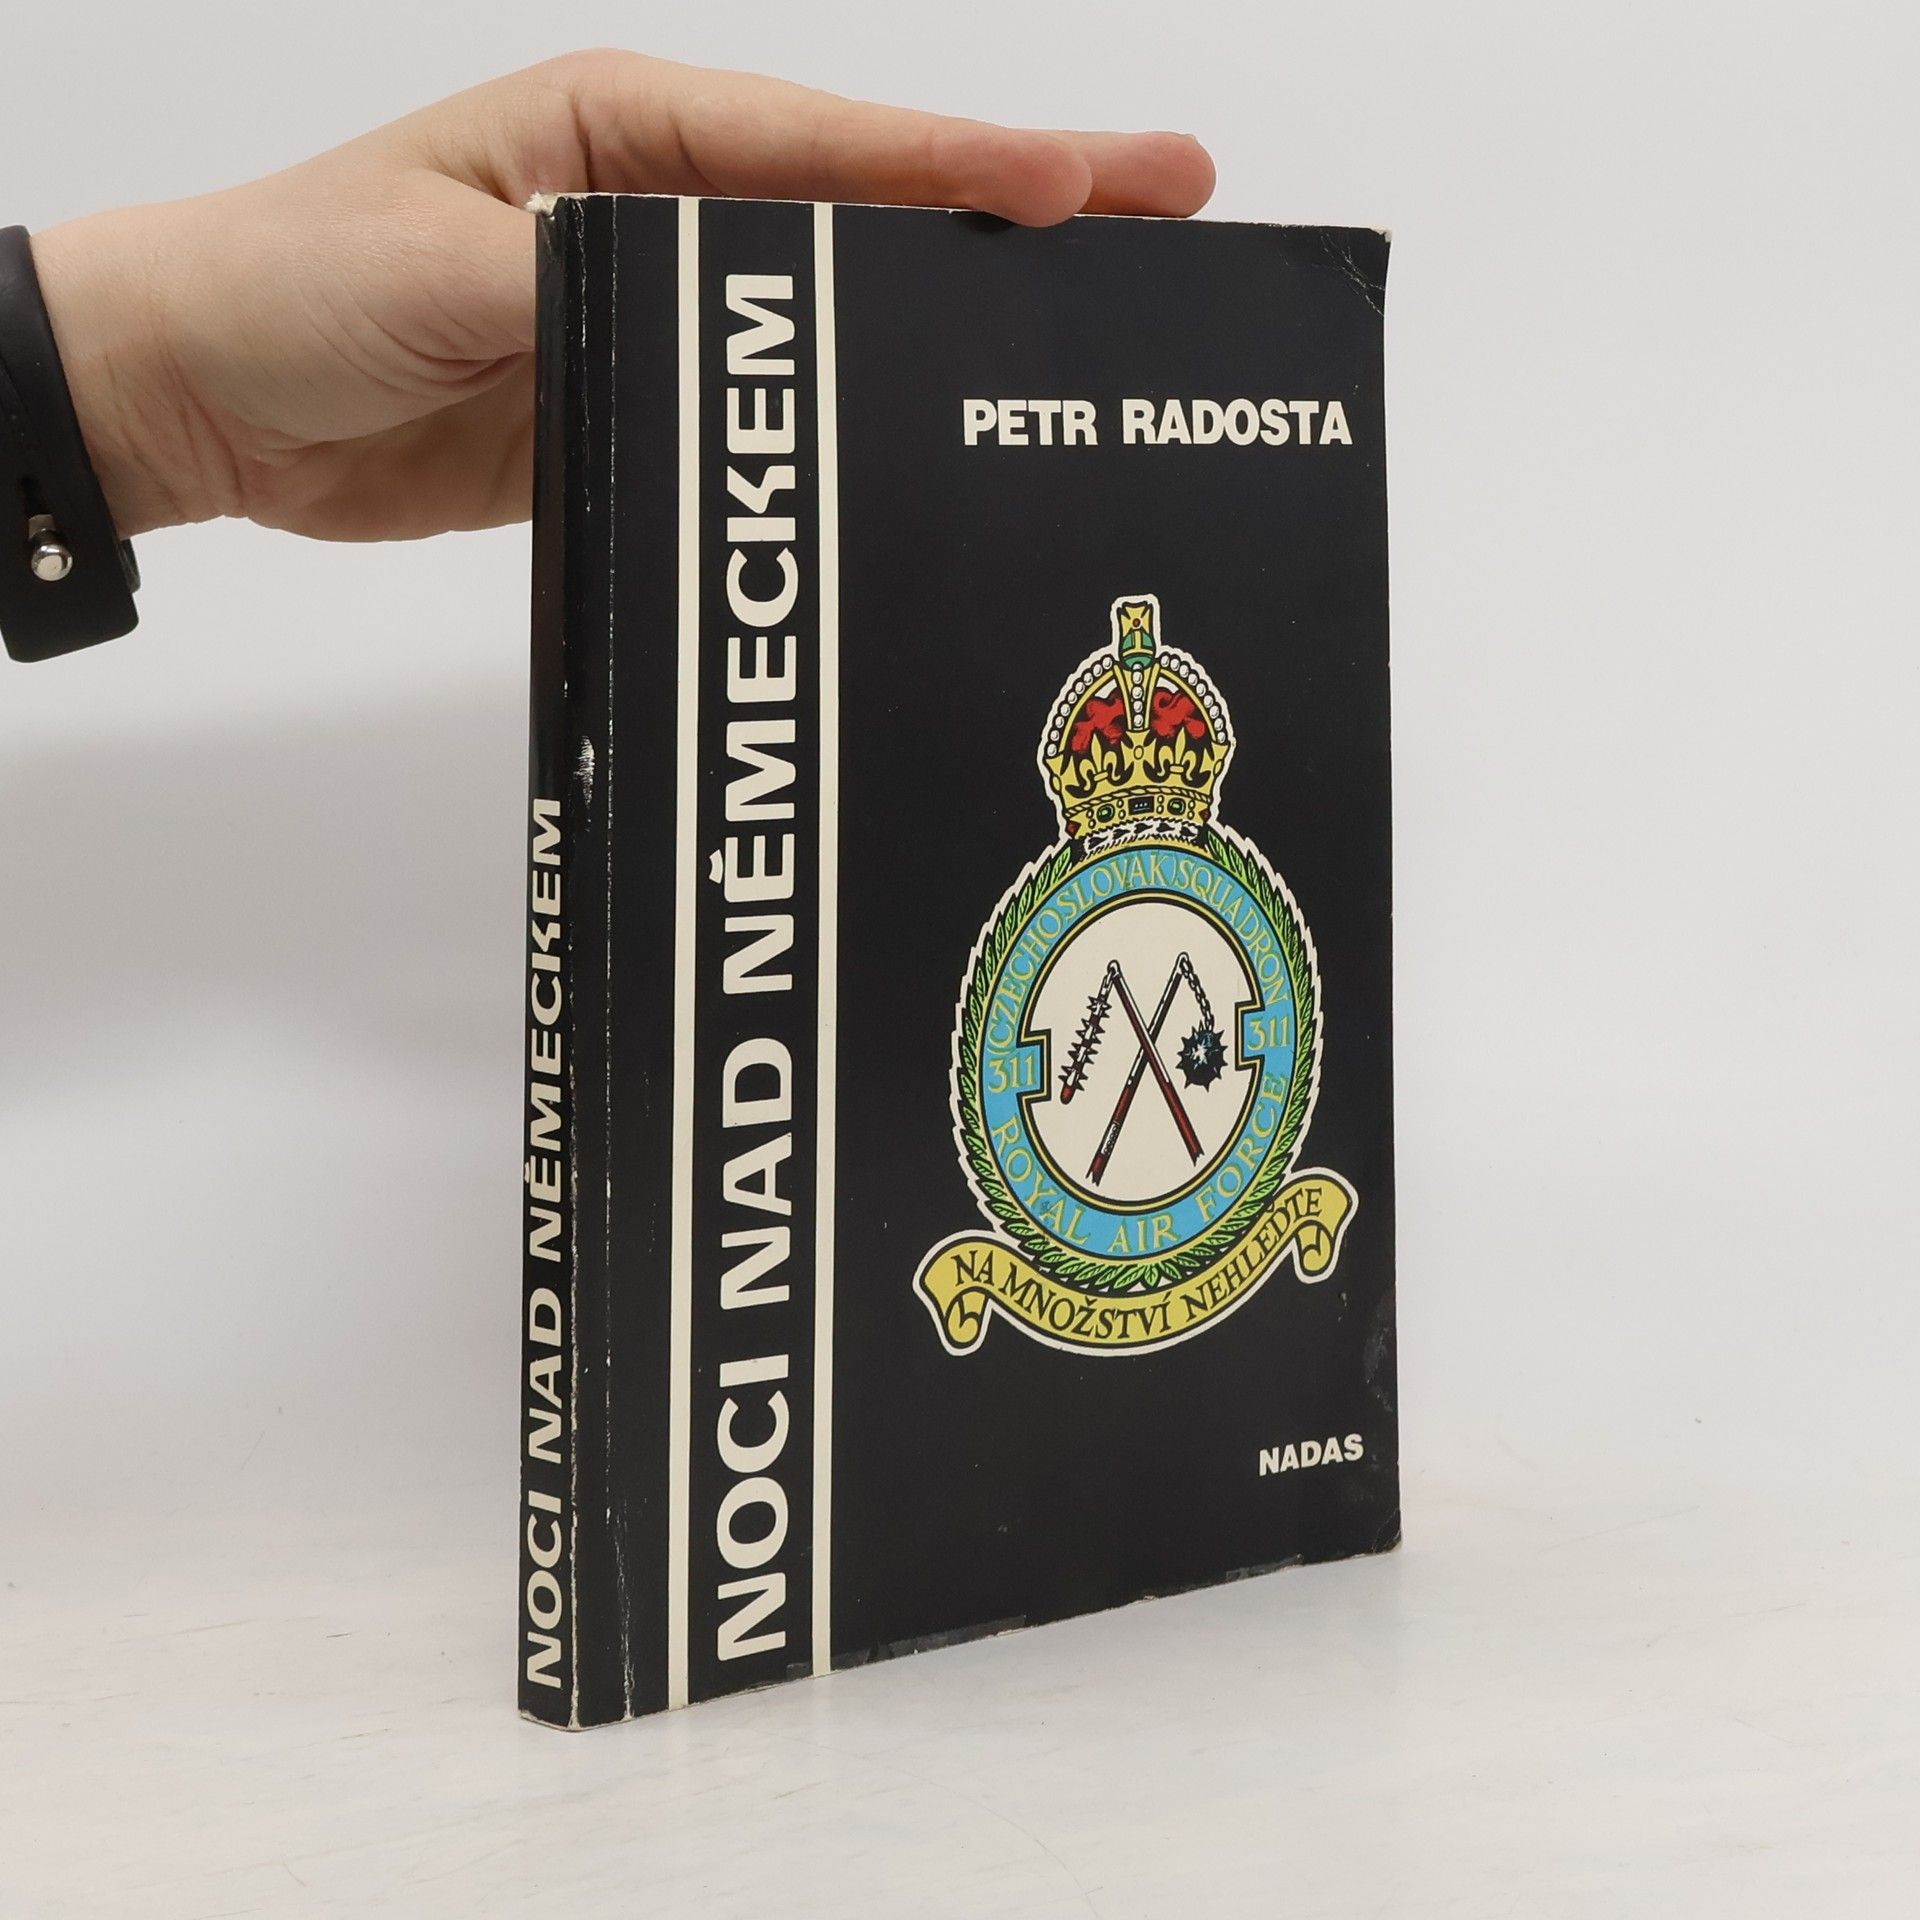 NOCI NAD NĚMECKEM
NOCI NAD NĚMECKEM
PETR RADOSTA
(CZECHOSLOVAK) SQUADRON
311
311
ROYAL AIR FORCE
NA MNOŽSTVÍ NEHLEĎTE
NADAS